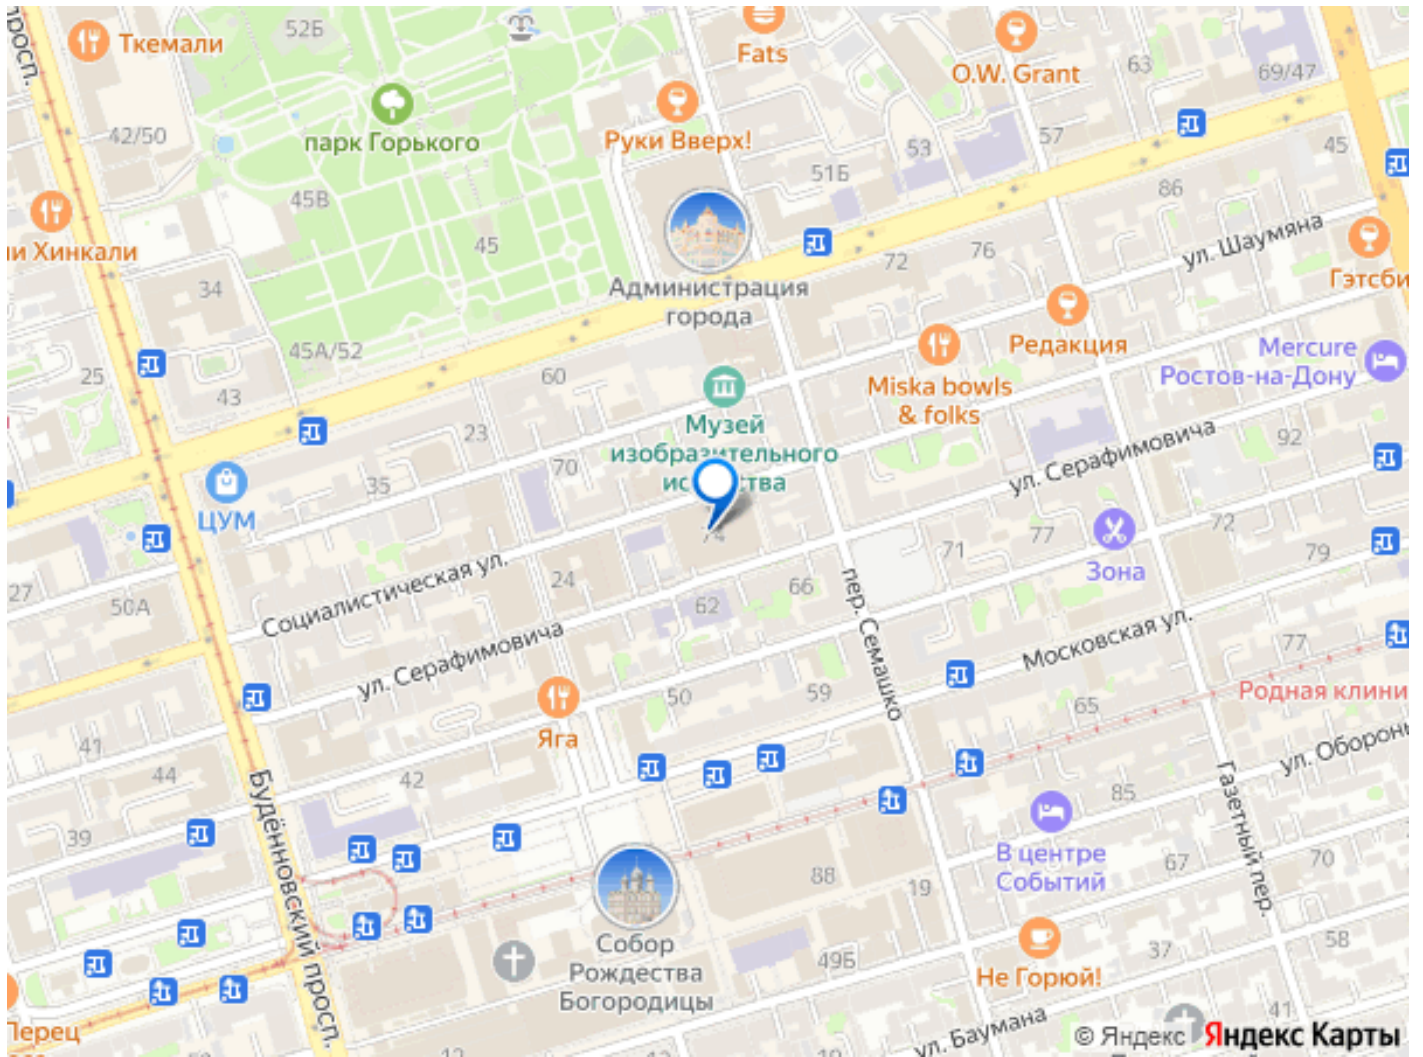 просп.
Ткемали
52Б
Fats
O.W. Grant
63
69/47
парк Горького
Руки Вверх!
42/50
53
57
45
51Б
86
45В
45
76
ул. Шаумяна
и Хинкали
72
Гэтсби
34
Администрация
города
Редакция
45А/52
Mercure
Ростов-на-Дону
25
60
Miska bowls
& folks
43
Музей
изобразительного
23
70
35
ул. Серафимовича
92
ЦУМ
74
72
77
71
79
Зона
Социалистическая ул.
24
66
27
50А
62
пер. Семашко
Московская ул.
77
ул. Серафимовича
59
50
Родная клини
65
Яга
41
44
42
ул. Обороны
Будённовский просп.
85
Газетный пер.
39
В центре
Событий
67
70
88
19
Собор
Рождества
Богородицы
49Б
Не Горюй!
37
58
41
Перец
12
ул. Баумана
© Яндекс Яндекс Карты